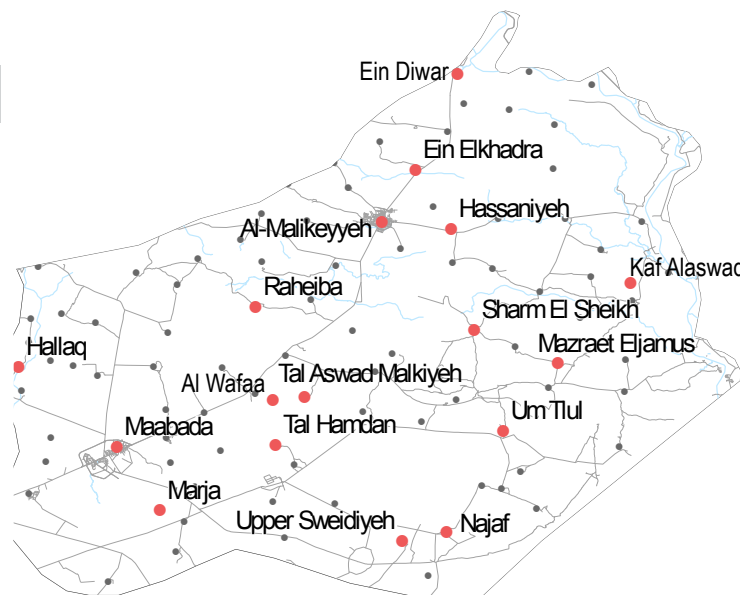 Ein Diwar
Ein Elkhadra
Hassaniyeh
Al-Malikeyyeh
Kaf Alaswad
Raheiba
Sharm El Sheikh
Mazraet Eljamus
Hallaq
Tal Aswad Malkiyeh
Al Wafaa
Um Tlul
Maabada
Tal Hamdan
Marja
Upper Sweidiyeh
Najaf